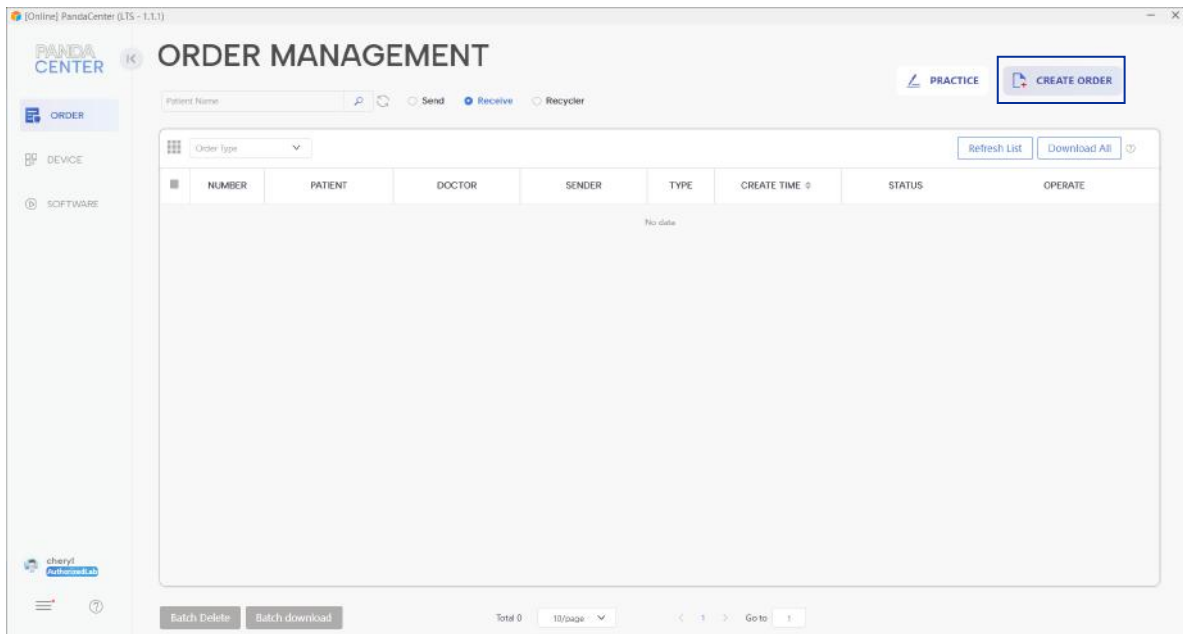 [Online] PandaCenter (LTS - 1.1.1)
PANDA
CENTER
ORDER MANAGEMENT
PRACTICE
CREATE ORDER
Patient Name
Send
Receive
Recycler
ORDER
DEVICE
SOFTWARE
Order Type
Refresh List
Download All
NUMBER PATIENT DOCTOR SENDER TYPE CREATE TIME STATUS OPERATE
No data
cheryl
AuthorizedLab
Batch Delete
Batch download
Total 0
10/page
1
Go to 1